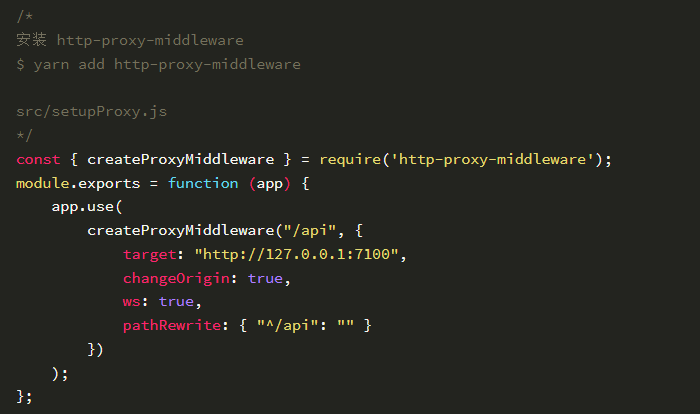 /*
安装 http-proxy-middleware
$ yarn add http-proxy-middleware

src/setupProxy.js
*/
const { createProxyMiddleware } = require('http-proxy-middleware');
module.exports = function (app) {
    app.use(
        createProxyMiddleware("/api", {
            target: "http://127.0.0.1:7100",
            changeOrigin: true,
            ws: true,
            pathRewrite: { "^/api": "" }
        })
    );
};